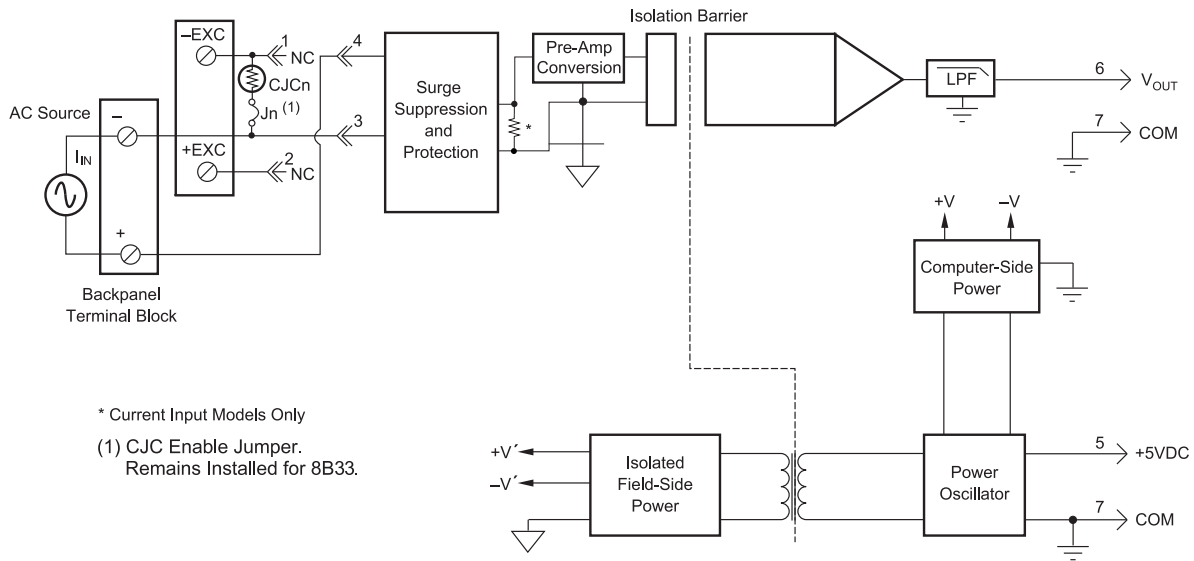 Isolation Barrier
–EXC
1
NC
4
CJCn
Jn (1)
AC Source
–
I_IN
3
+EXC
2
NC
+
Backpanel
Terminal Block
Surge
Suppression
and
Protection
*
Pre-Amp
Conversion
LPF
6
V_OUT
7
COM
+V
–V
Computer-Side
Power
* Current Input Models Only
(1) CJC Enable Jumper.
Remains Installed for 8B33.
+V´
–V´
Isolated
Field-Side
Power
Power
Oscillator
5
+5VDC
7
COM